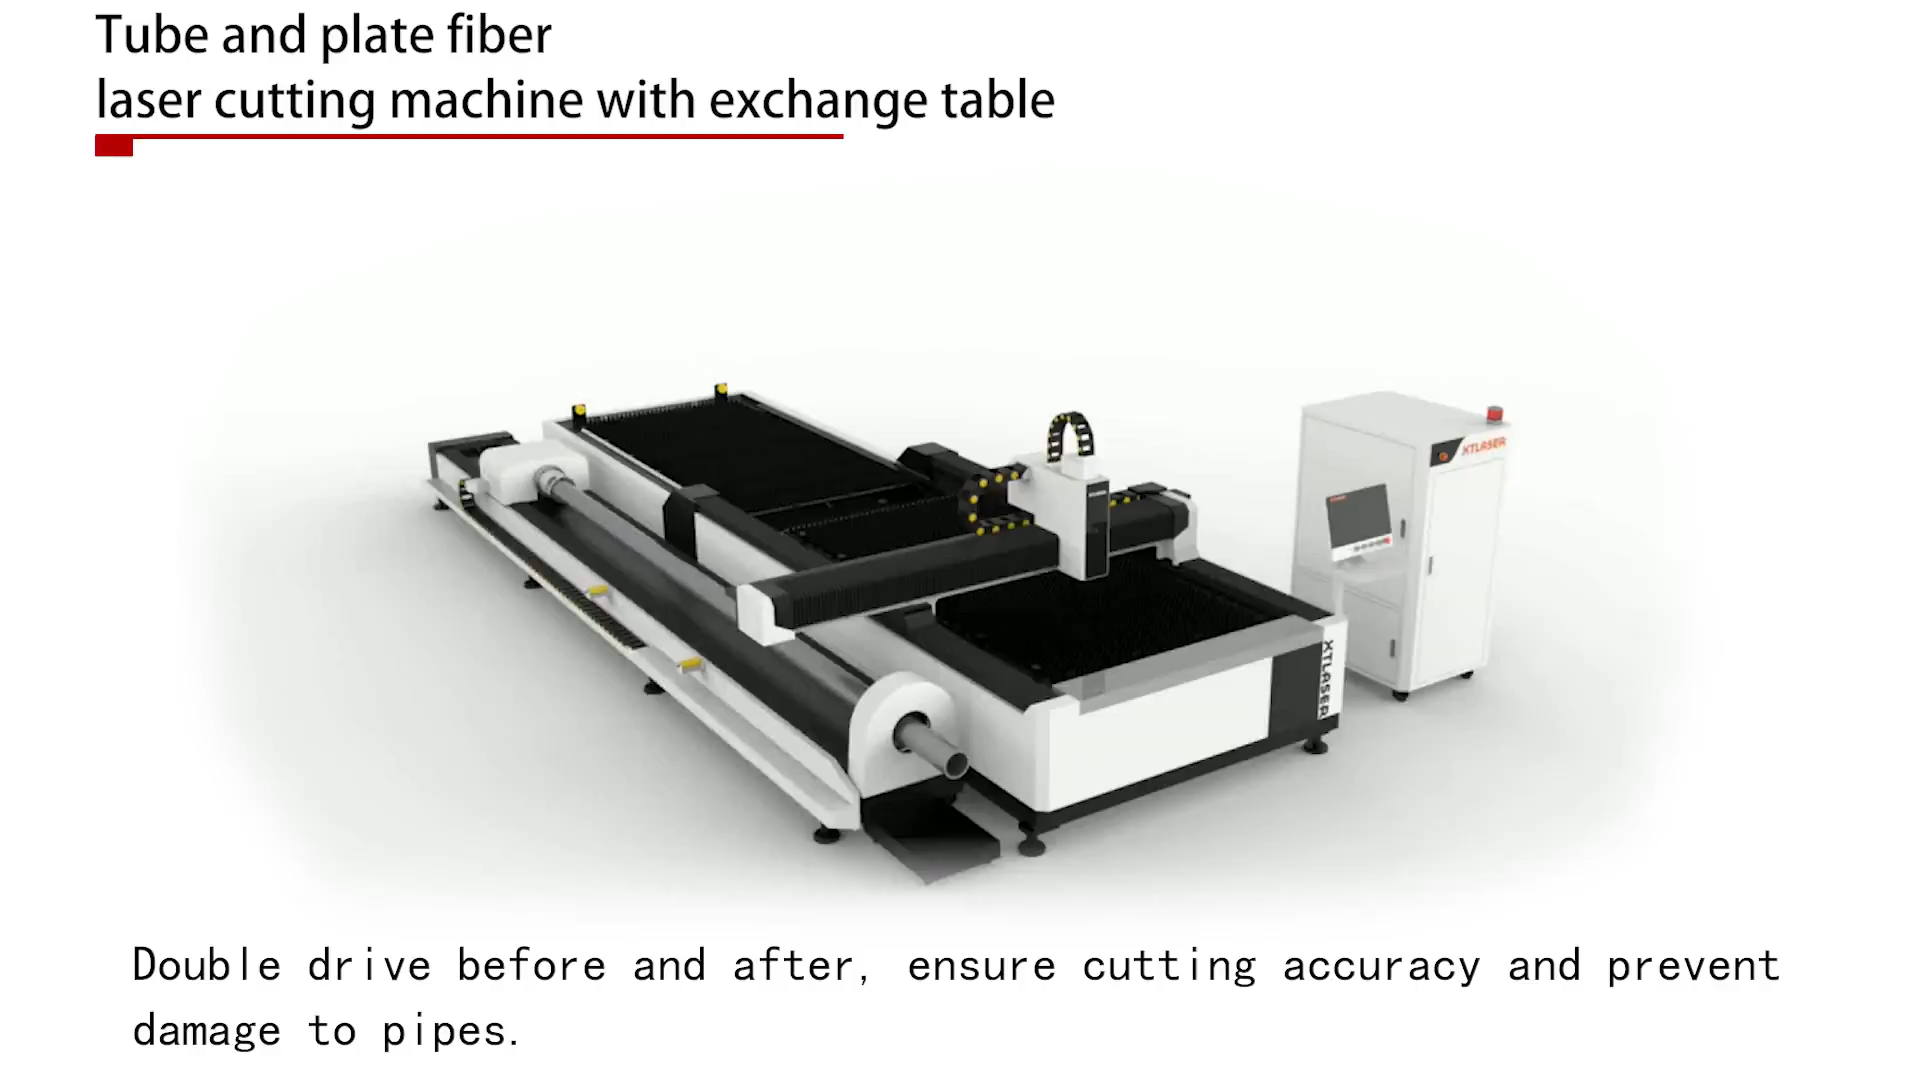 Tube and plate fiber
laser cutting machine with exchange table
XTLASER
XTLASER
Double drive before and after, ensure cutting accuracy and prevent
damage to pipes.